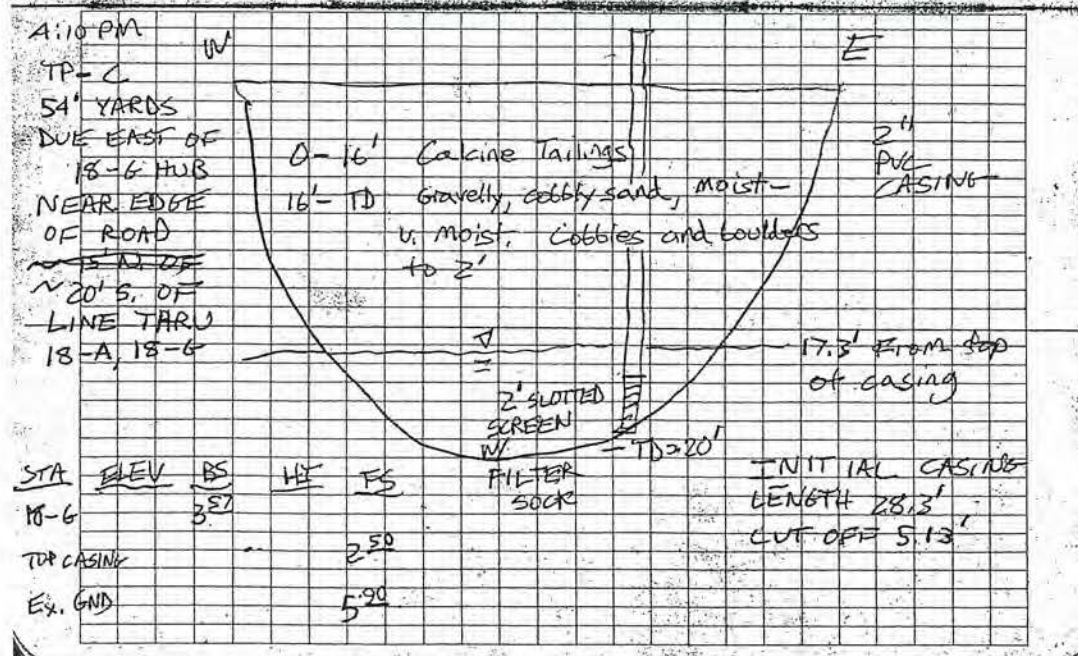 4:10 PM
W
E
TP-C
54' YARDS
DUE EAST OF
18-G HUB
NEAR EDGE
OF ROAD
~ 15' N. OF
~ 20' S. OF
LINE THRU
18-A, 18-G
0-16' Calcine Tailings
16'-TD Gravelly, cobbly sand, moist-
v. moist. Cobbles and boulders
to 2'
2"
PVC
CASING
17.3' From top
of casing
2' SLOTTED
SCREEN
W/
FILTER
SOCK
TD=20'
INITIAL CASING
LENGTH 28.3'
CUT OFF 5.13'
STA ELEV BS HI FS
18-G 3.57
TOP CASING 2.50
Ex. GND 5.90